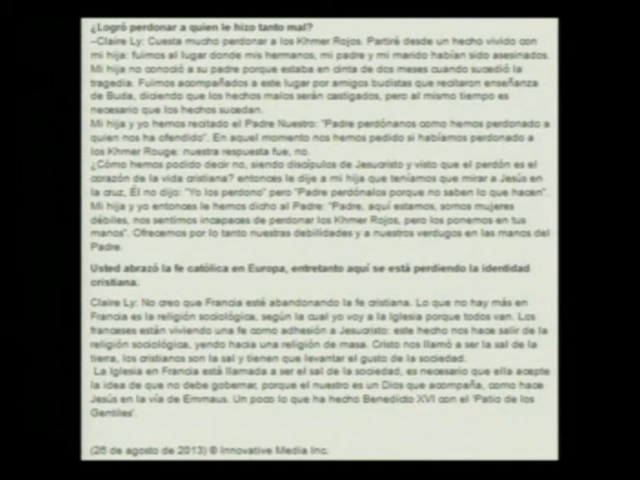 ¿Logró perdonar a quien le hizo tanto mal?
–Claire Ly: Cuesta mucho perdonar a los Khmer Rojos. Partiré desde un hecho vivido con
mi hija: fuimos al lugar donde mis hermanos, mi padre y mi marido habían sido asesinados.
Mi hija no conoció a su padre porque estaba en cinta de dos meses cuando sucedió la
tragedia. Fuimos acompañados a este lugar por amigos budistas que recitaron enseñanza
de Buda, diciendo que los hechos malos serán castigados, pero al mismo tiempo es
necesario que los hechos sucedan.
Mi hija y yo hemos recitado el Padre Nuestro: "Padre perdónanos como hemos perdonado a
quien nos ha ofendido". En aquel momento nos hemos pedido si habíamos perdonado a
los Khmer Rouge: nuestra respuesta fue, no.
¿Cómo hemos podido decir no, siendo discípulos de Jesucristo y visto que el perdón es el
corazón de la vida cristiana? entonces le dije a mi hija que teníamos que mirar a Jesús en
la cruz, Él no dijo: "Yo los perdono" pero "Padre perdónalos porque no saben lo que hacen".
Mi hija y yo entonces le hemos dicho al Padre: "Padre, aquí estamos, somos mujeres
débiles, nos sentimos incapaces de perdonar los Khmer Rojos, pero los ponemos en tus
manos". Ofrecemos por lo tanto nuestras debilidades y a nuestros verdugos en las manos del
Padre.
Usted abrazó la fe católica en Europa, entretanto aquí se está perdiendo la identidad
cristiana.
Claire Ly: No creo que Francia esté abandonando la fe cristiana. Lo que no hay más en
Francia es la religión sociológica, según la cual yo voy a la Iglesia porque todos van. Los
franceses están viviendo una fe como adhesión a Jesucristo: este hecho nos hace salir de la
religión sociológica, yendo hacia una religión de masa. Cristo nos llamó a ser la sal de la
tierra, los cristianos son la sal y tienen que levantar el gusto de la sociedad.
La Iglesia en Francia está llamada a ser el sal de la sociedad, es necesario que ella acepte
la idea de que no debe gobernar, porque el nuestro es un Dios que acompaña, como hace
Jesús en la vía de Emmaus. Un poco lo que ha hecho Benedicto XVI con el 'Patio de los
Gentiles'.
(26 de agosto de 2013) © Innovative Media Inc.